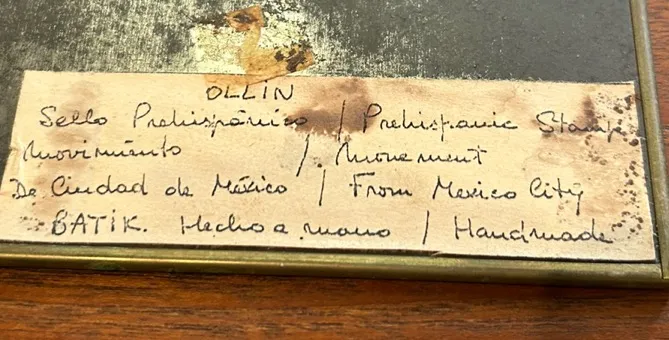 OLLIN
Sello Prehispánico / Prehispanic Stamp
Movimiento / Movement
De Ciudad de México / From Mexico City
BATIK. Hecho a mano / Handmade